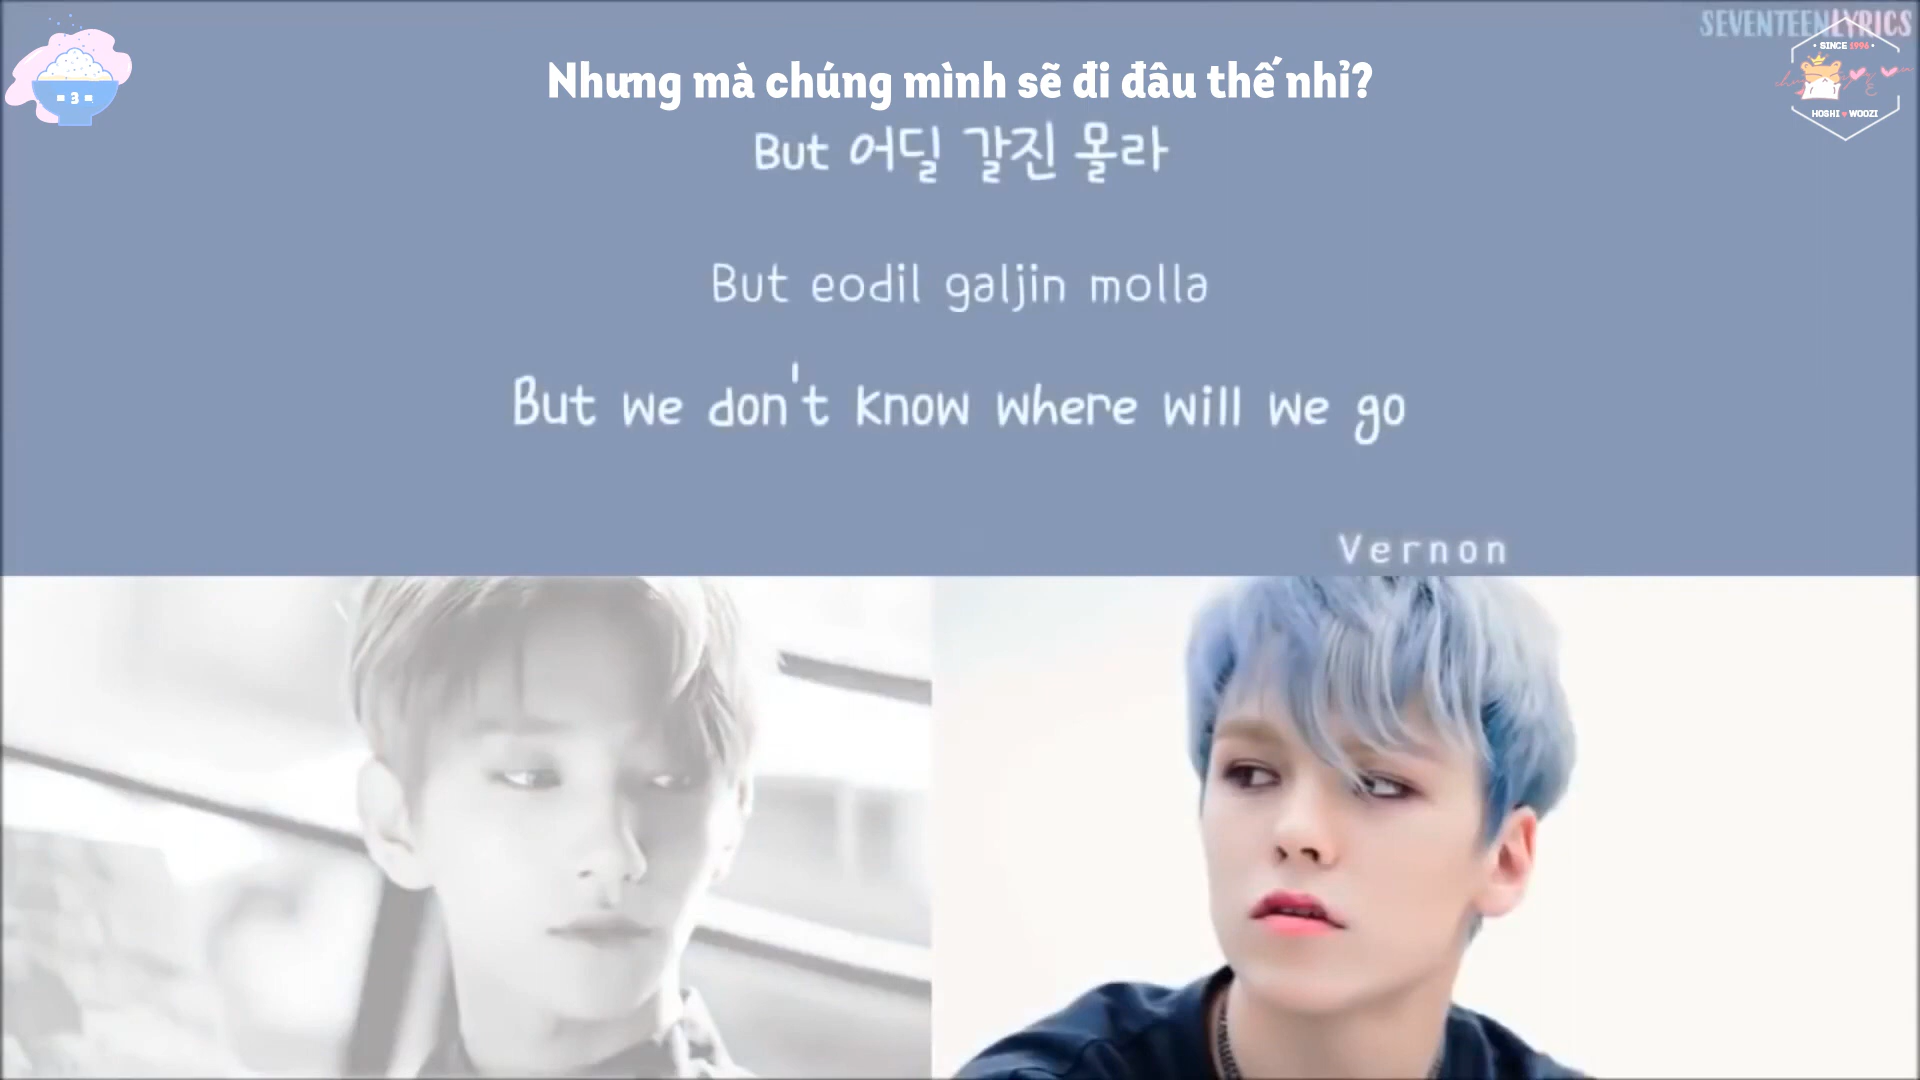 SEVENTEENLYRICS
SINCE 1996
HOSHI ♥ WOOZI
= 3 =
Nhưng mà chúng mình sẽ đi đâu thế nhỉ?
But 어딜 갈진 몰라
But eodil galjin molla
But we don't know where will we go
Vernon